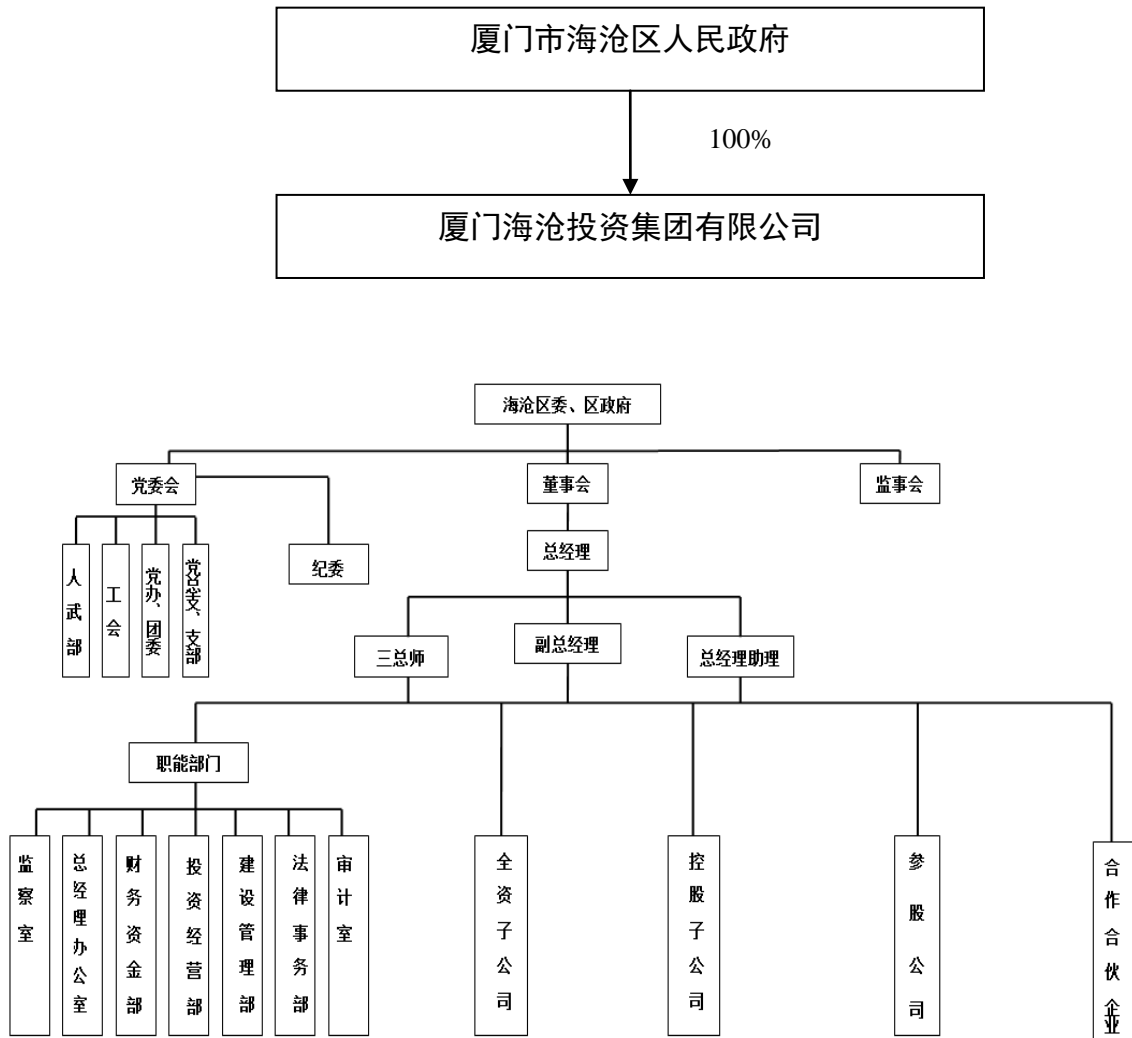 厦门市海沧区人民政府
100%
厦门海沧投资集团有限公司
海沧区委、区政府
党委会
董事会
监事会
总经理
人武部
工会
党办、团委
党总支、支部
纪委
三总师
副总经理
总经理助理
职能部门
监察室
总经理办公室
财务资金部
投资经营部
建设管理部
法律事务部
审计室
全资子公司
控股子公司
参股公司
合作合伙企业